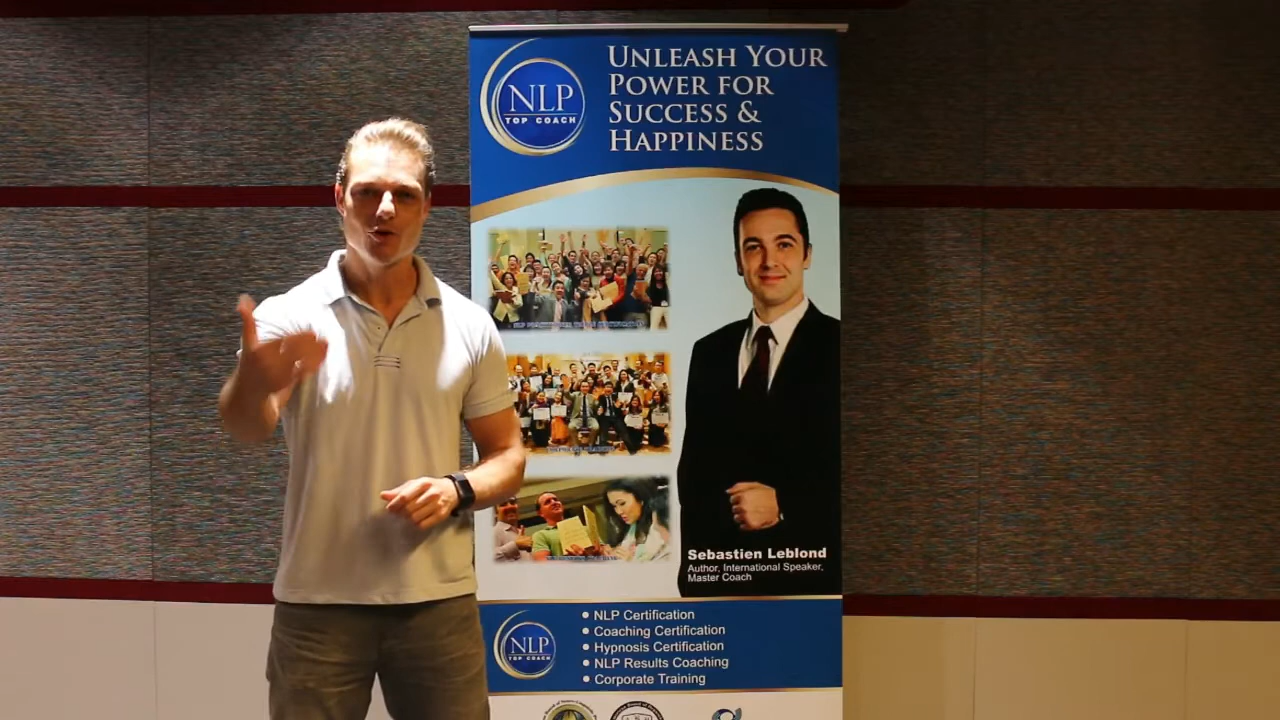 NLP
TOP COACH
UNLEASH YOUR
POWER FOR
SUCCESS &
HAPPINESS
Sebastien Leblond
Author, International Speaker,
Master Coach
NLP
TOP COACH
NLP Certification
Coaching Certification
Hypnosis Certification
NLP Results Coaching
Corporate Training